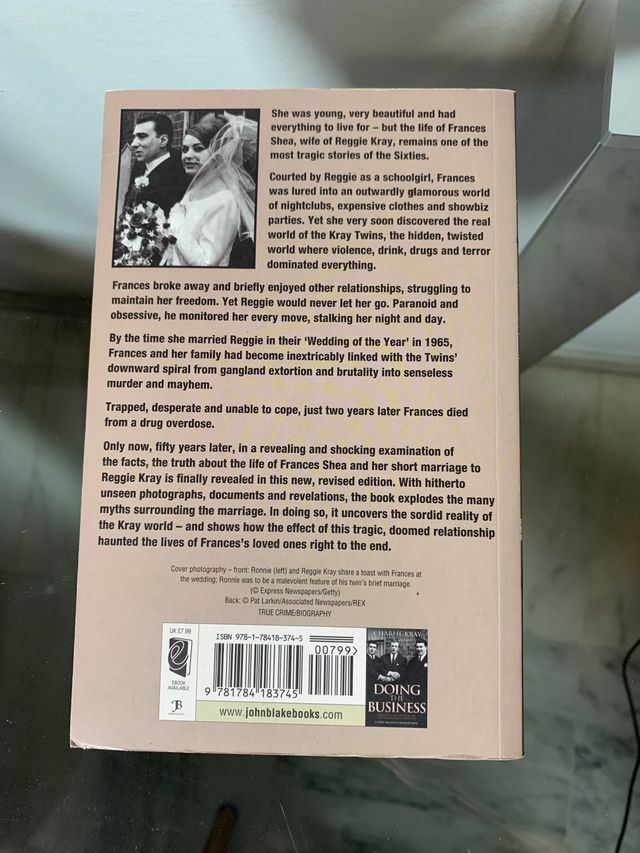 She was young, very beautiful and had
everything to live for – but the life of Frances
Shea, wife of Reggie Kray, remains one of the
most tragic stories of the Sixties.
Courted by Reggie as a schoolgirl, Frances
was lured into an outwardly glamorous world
of nightclubs, expensive clothes and showbiz
parties. Yet she very soon discovered the real
world of the Kray Twins, the hidden, twisted
world where violence, drink, drugs and terror
dominated everything.
Frances broke away and briefly enjoyed other relationships, struggling to
maintain her freedom. Yet Reggie would never let her go. Paranoid and
obsessive, he monitored her every move, stalking her night and day.
By the time she married Reggie in their ‘Wedding of the Year’ in 1965,
Frances and her family had become inextricably linked with the Twins’
downward spiral from gangland extortion and brutality into senseless
murder and mayhem.
Trapped, desperate and unable to cope, just two years later Frances died
from a drug overdose.
Only now, fifty years later, in a revealing and shocking examination of
the facts, the truth about the life of Frances Shea and her short marriage to
Reggie Kray is finally revealed in this new, revised edition. With hitherto
unseen photographs, documents and revelations, the book explodes the many
myths surrounding the marriage. In doing so, it uncovers the sordid reality of
the Kray world – and shows how the effect of this tragic, doomed relationship
haunted the lives of Frances’s loved ones right to the end.
Cover photography – front: Ronnie (left) and Reggie Kray share a toast with Frances at
the wedding; Ronnie was to be a malevolent feature of his twin’s brief marriage.
(© Express Newspapers/Getty)
Back: © Pat Larkin/Associated Newspapers/REX
TRUE CRIME/BIOGRAPHY
UK £7.99
EBOOK
AVAILABLE
JB
ISBN 978-1-78418-374-5
00799>
9 781784 183745
www.johnblakebooks.com
CHARLIE KRAY
DOING
THE
BUSINESS